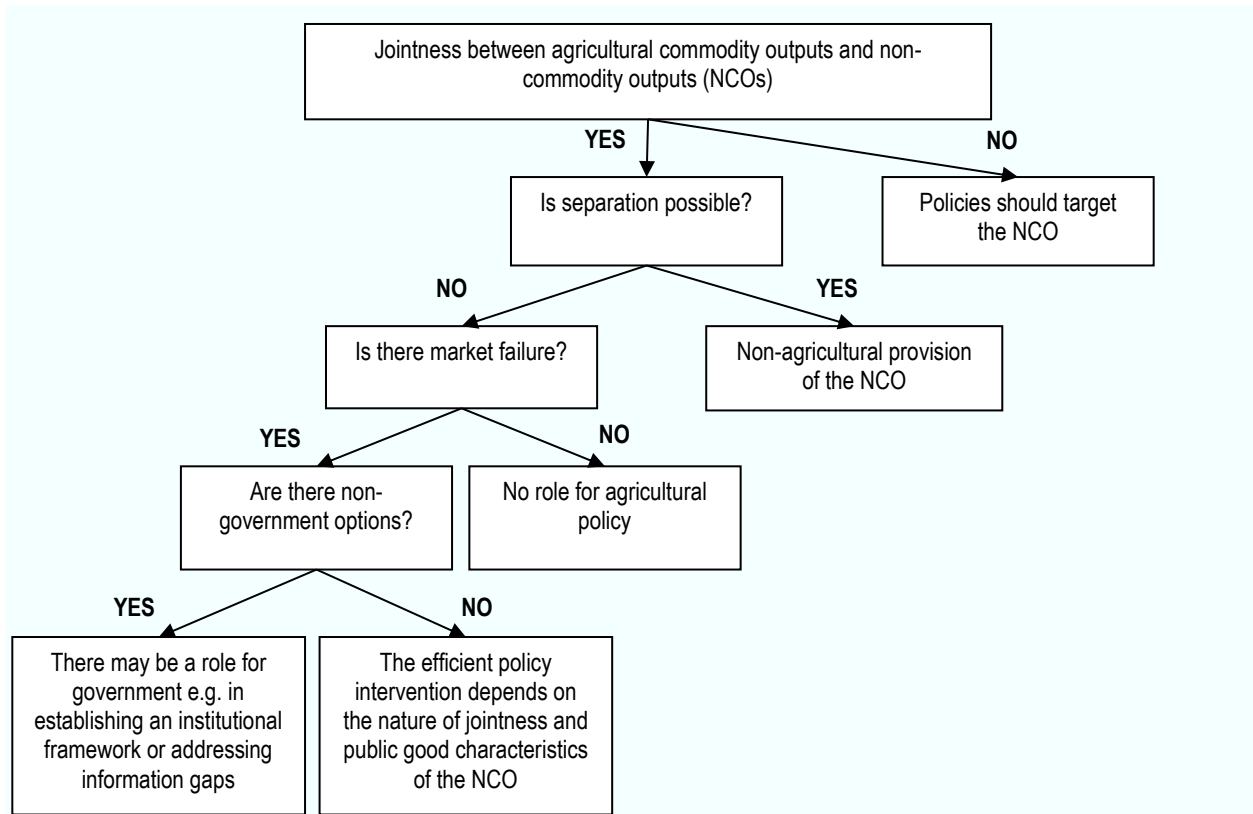 Jointness between agricultural commodity outputs and non-
commodity outputs (NCOs)
YES
NO
Is separation possible?
Policies should target
the NCO
NO
YES
Is there market failure?
Non-agricultural provision
of the NCO
YES
NO
Are there non-
government options?
No role for agricultural
policy
YES
NO
There may be a role for
government e.g. in
establishing an institutional
framework or addressing
information gaps
The efficient policy
intervention depends on
the nature of jointness and
public good characteristics
of the NCO